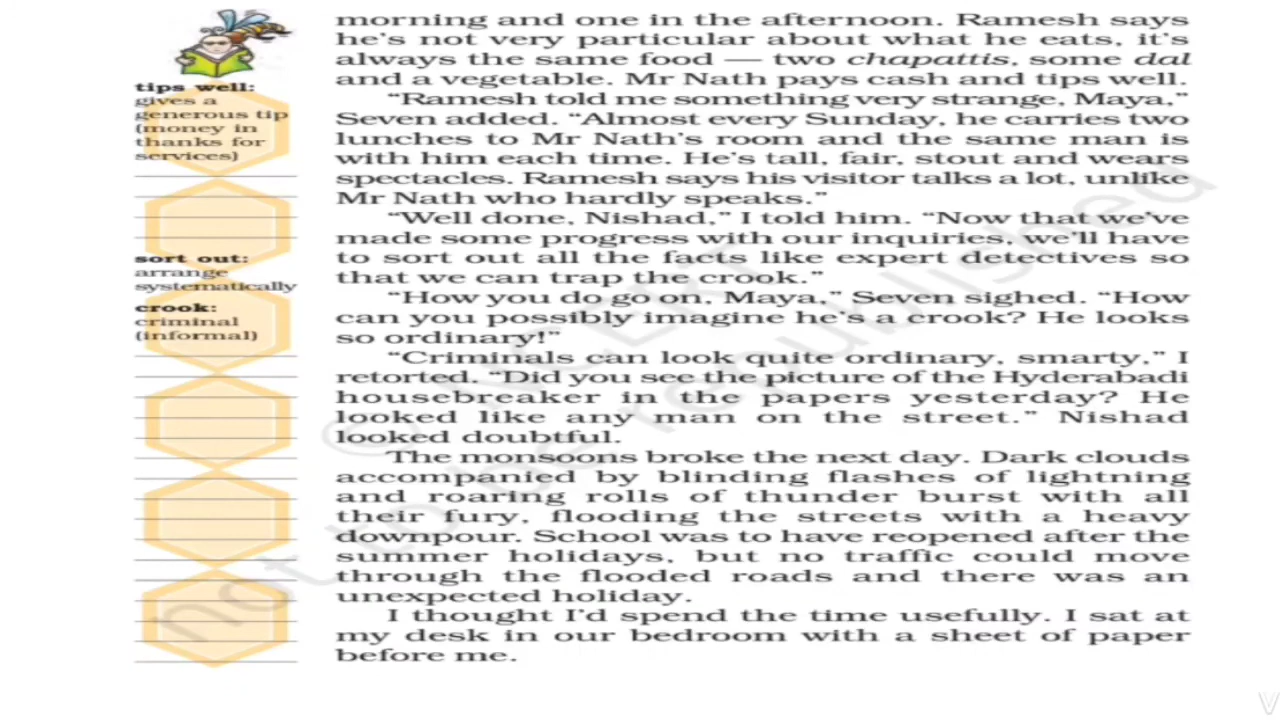 tips well:
gives a
generous tip
(money in
thanks for
services)
sort out:
arrange
systematically
crook:
criminal
(informal)
morning and one in the afternoon. Ramesh says
he's not very particular about what he eats, it's
always the same food — two chapattis, some dal
and a vegetable. Mr Nath pays cash and tips well.
“Ramesh told me something very strange, Maya,”
Seven added. “Almost every Sunday, he carries two
lunches to Mr Nath's room and the same man is
with him each time. He's tall, fair, stout and wears
spectacles. Ramesh says his visitor talks a lot, unlike
Mr Nath who hardly speaks.”
“Well done, Nishad,” I told him. “Now that we've
made some progress with our inquiries, we'll have
to sort out all the facts like expert detectives so
that we can trap the crook.”
“How you do go on, Maya,” Seven sighed. “How
can you possibly imagine he's a crook? He looks
so ordinary!”
“Criminals can look quite ordinary, smarty,” I
retorted. “Did you see the picture of the Hyderabadi
housebreaker in the papers yesterday? He
looked like any man on the street.” Nishad
looked doubtful.
The monsoons broke the next day. Dark clouds
accompanied by blinding flashes of lightning
and roaring rolls of thunder burst with all
their fury, flooding the streets with a heavy
downpour. School was to have reopened after the
summer holidays, but no traffic could move
through the flooded roads and there was an
unexpected holiday.
I thought I'd spend the time usefully. I sat at
my desk in our bedroom with a sheet of paper
before me.
© NCERT
not to be republished
V